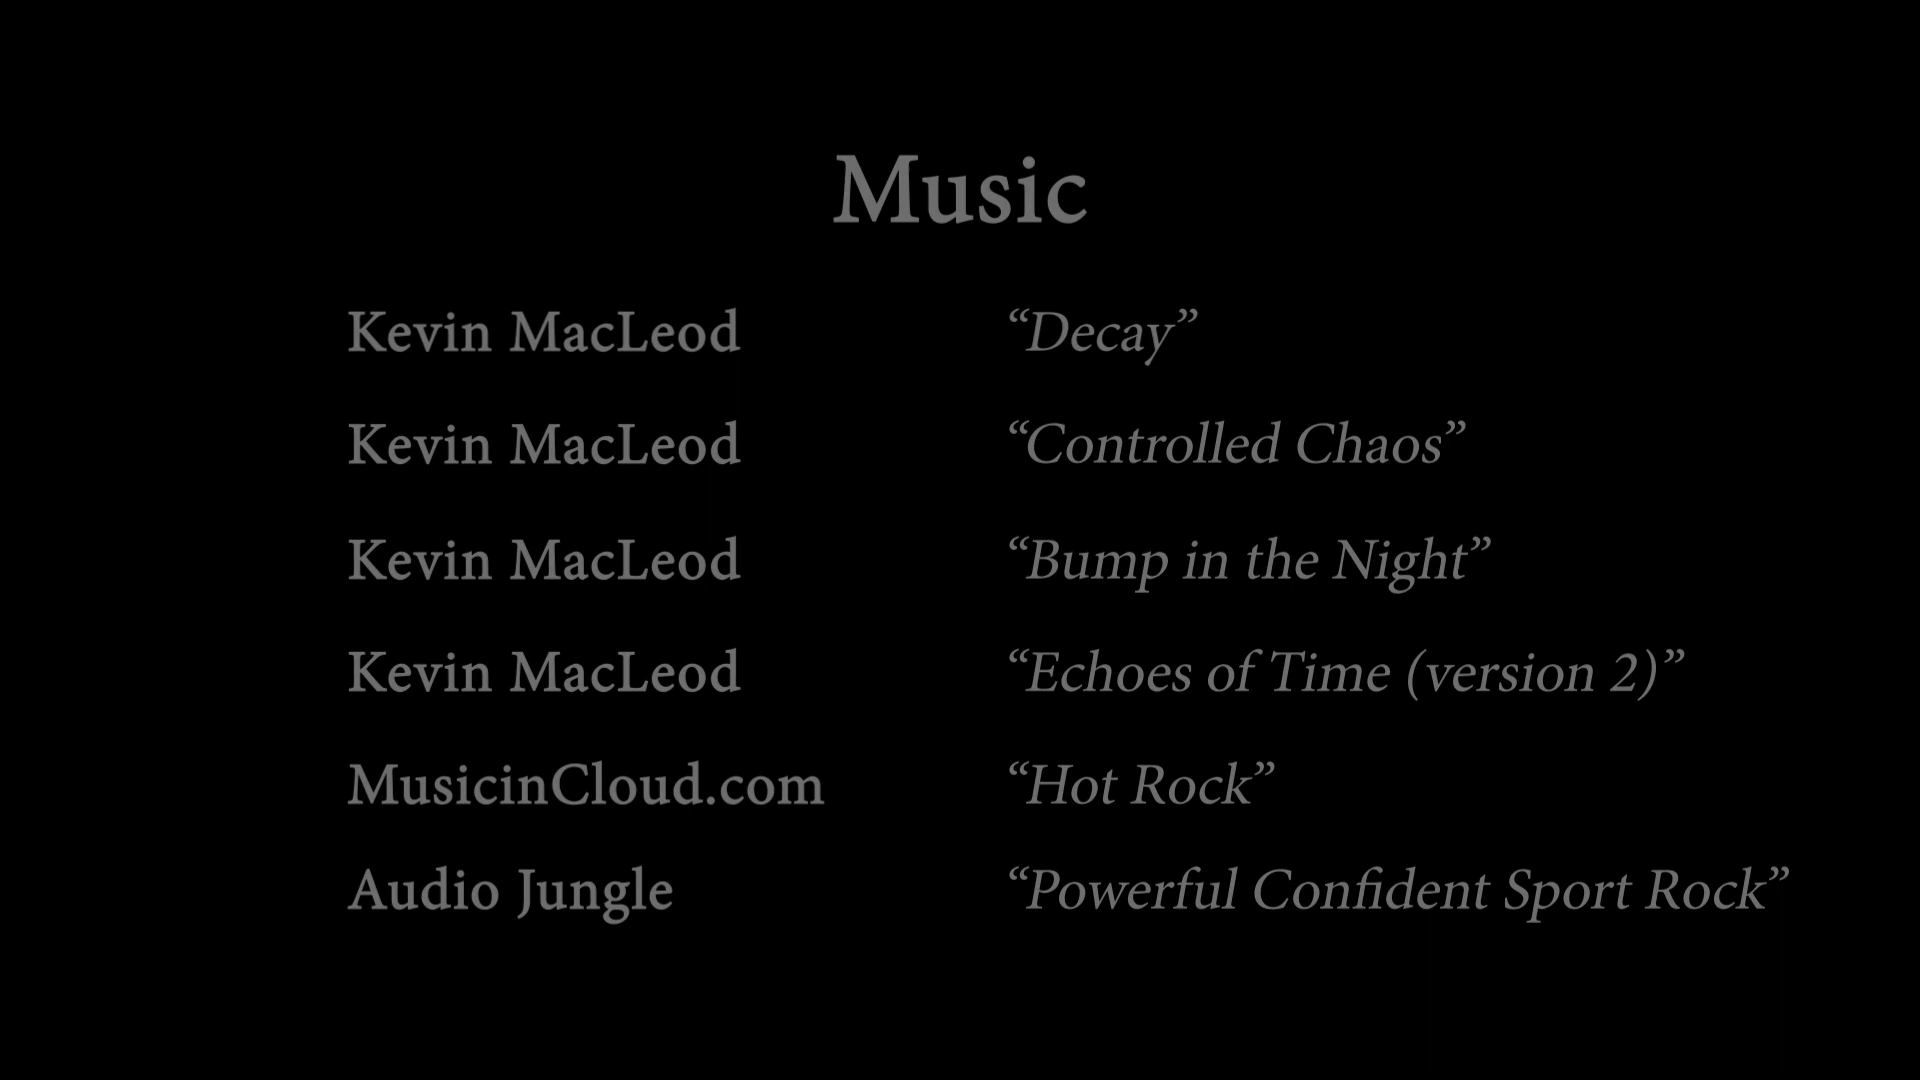 Music
Kevin MacLeod “Decay”
Kevin MacLeod “Controlled Chaos”
Kevin MacLeod “Bump in the Night”
Kevin MacLeod “Echoes of Time (version 2)”
MusicinCloud.com “Hot Rock”
Audio Jungle “Powerful Confident Sport Rock”